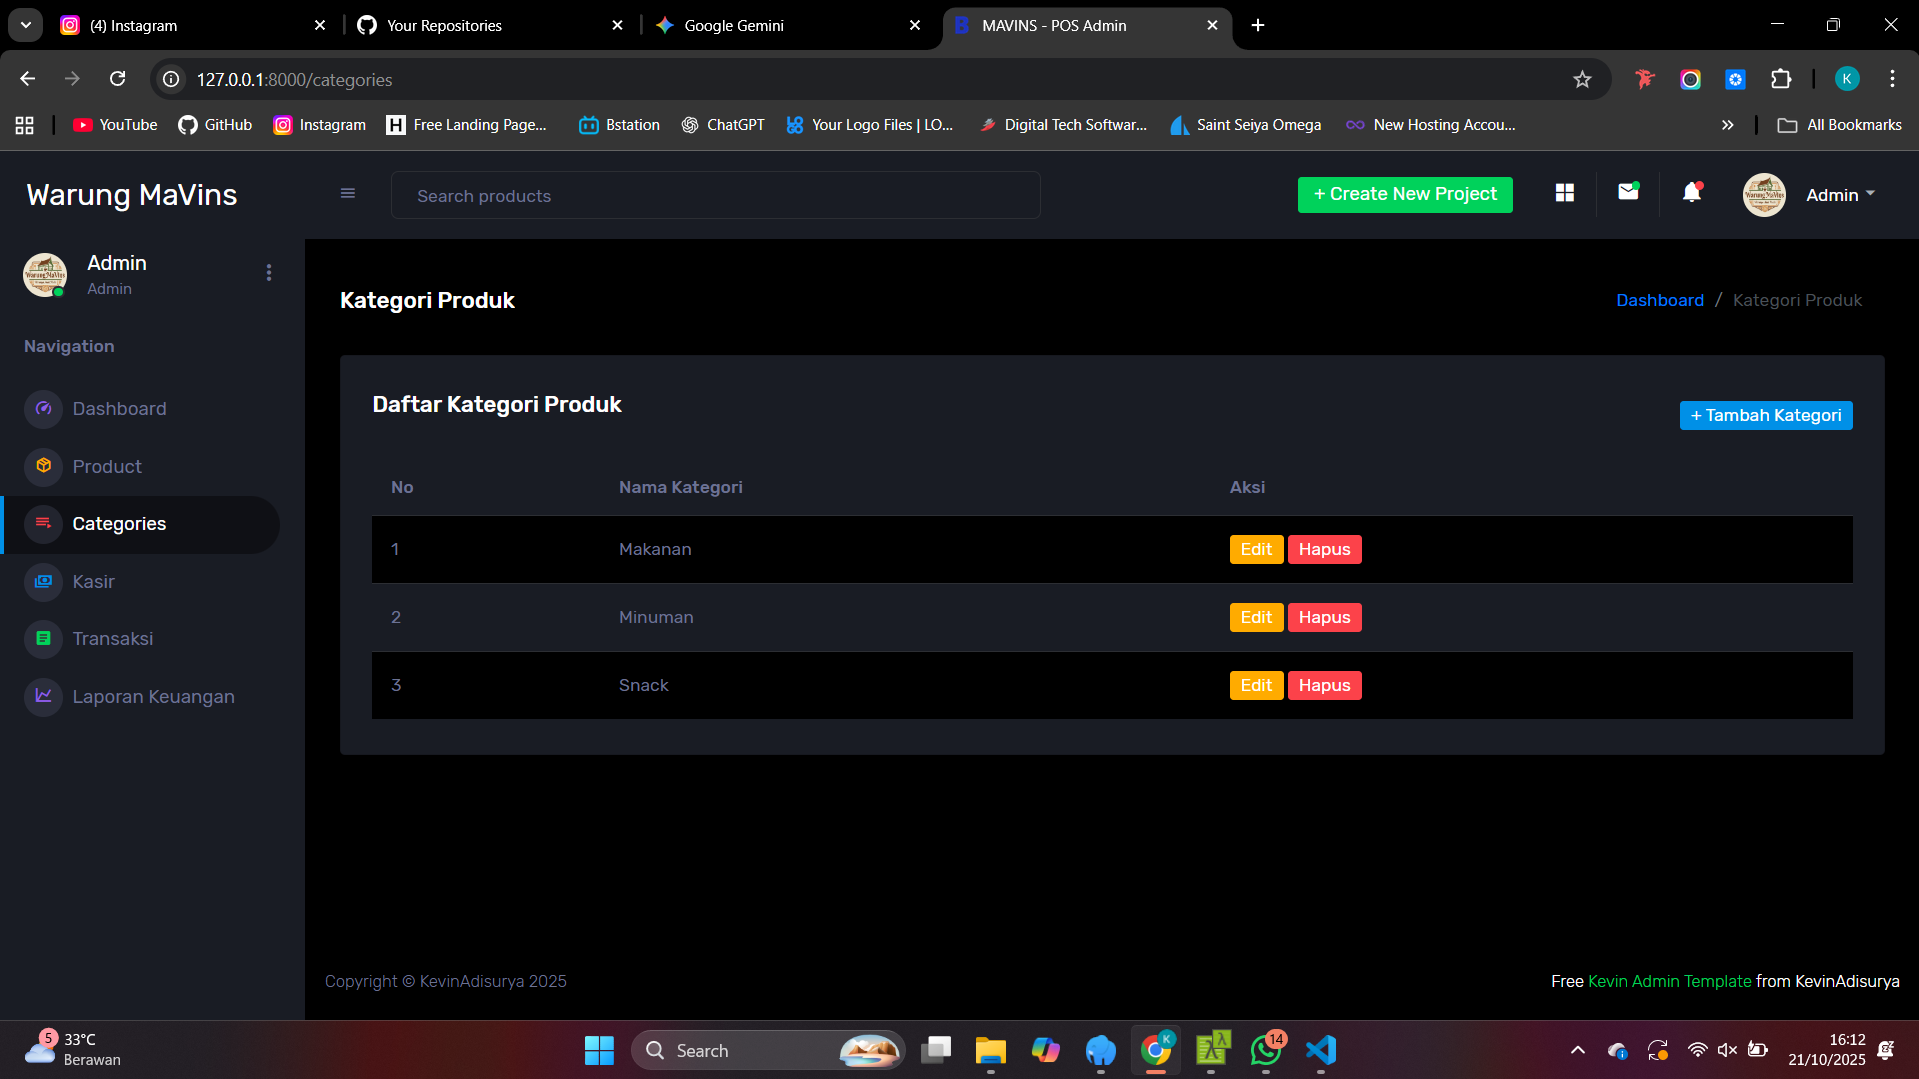 (4) Instagram
Your Repositories
Google Gemini
MAVINS - POS Admin
127.0.0.1:8000/categories
K
YouTube
GitHub
Instagram
Free Landing Page...
Bstation
ChatGPT
Your Logo Files | LO...
Digital Tech Softwar...
Saint Seiya Omega
New Hosting Accou...
All Bookmarks
Warung MaVins
Search products
+ Create New Project
Admin
Admin
Admin
Navigation
Dashboard
Product
Categories
Kasir
Transaksi
Laporan Keuangan
Kategori Produk
Dashboard / Kategori Produk
Daftar Kategori Produk
+ Tambah Kategori
No Nama Kategori Aksi
1 Makanan Edit Hapus
2 Minuman Edit Hapus
3 Snack Edit Hapus
Copyright © KevinAdisurya 2025
Free Kevin Admin Template from KevinAdisurya
5
33°C
Berawan
Search
K
14
16:12
21/10/2025